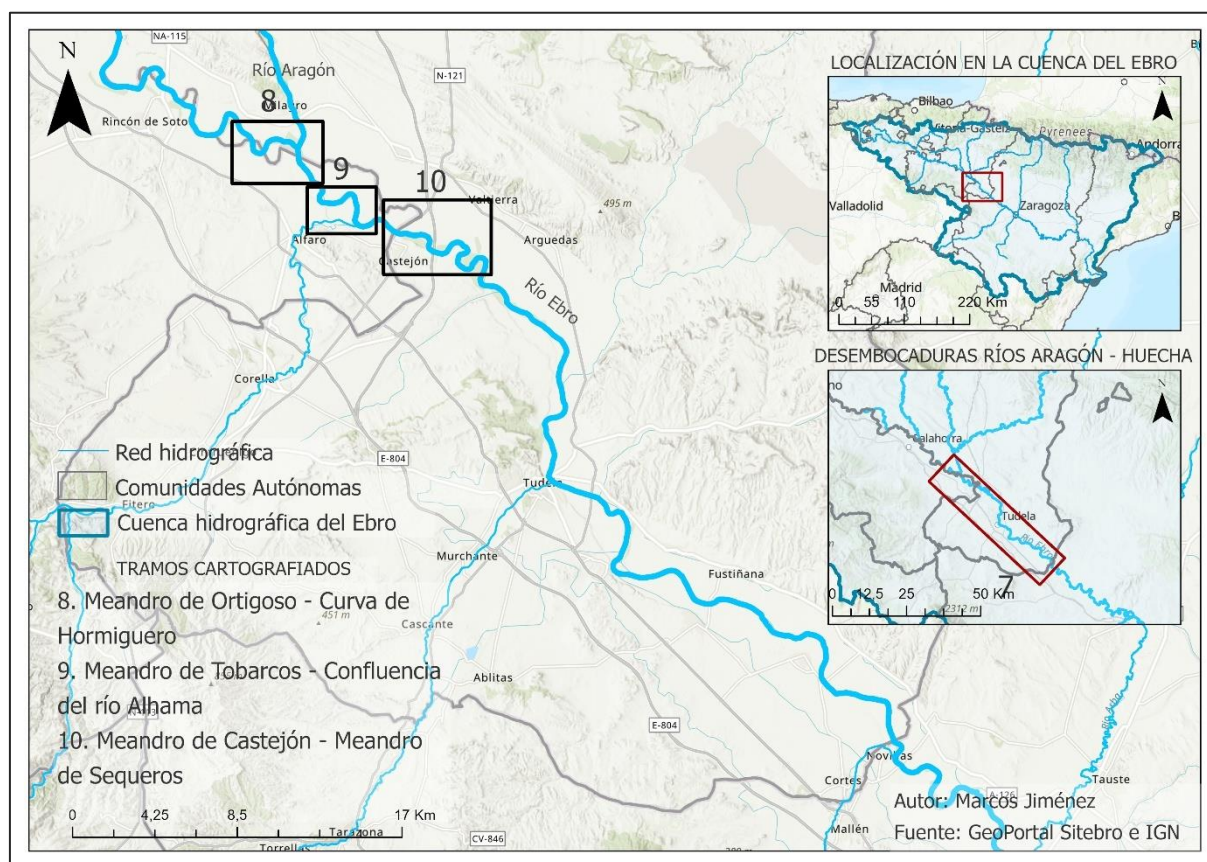 N
NA-115
Río Aragón
N-121
8
Milagro
Rincón de Soto
9
10
Valtierra
495 m
Arguedas
Alfaro
Castejón
Río Ebro
Corella
E-804
Tudela
Fitero
Murchante
Fustiñana
451 m
Cascante
Ablitas
E-804
Novillas
Cortes
Tauste
A-126
Mallén
Tarazona
Torrellas
CV-846
Río Arba
Red hidrográfica
Comunidades Autónomas
Cuenca hidrográfica del Ebro
TRAMOS CARTOGRAFIADOS
8. Meandro de Ortigoso - Curva de
Hormiguero
9. Meandro de Tobarcos - Confluencia
del río Alhama
10. Meandro de Castejón - Meandro
de Sequeros
0 4,25 8,5 17 Km
LOCALIZACIÓN EN LA CUENCA DEL EBRO
N
Bilbao
Vitoria-Gasteiz
Pyrenees
Andorra
Valladolid
Zaragoza
Madrid
0 55 110 220 Km
DESEMBOCADURAS RÍOS ARAGÓN - HUECHA
N
Calahorra
Tudela
Río Ebro
7
0 12,5 25 50 Km
2312 m
Autor: Marcos Jiménez
Fuente: GeoPortal Sitebro e IGN